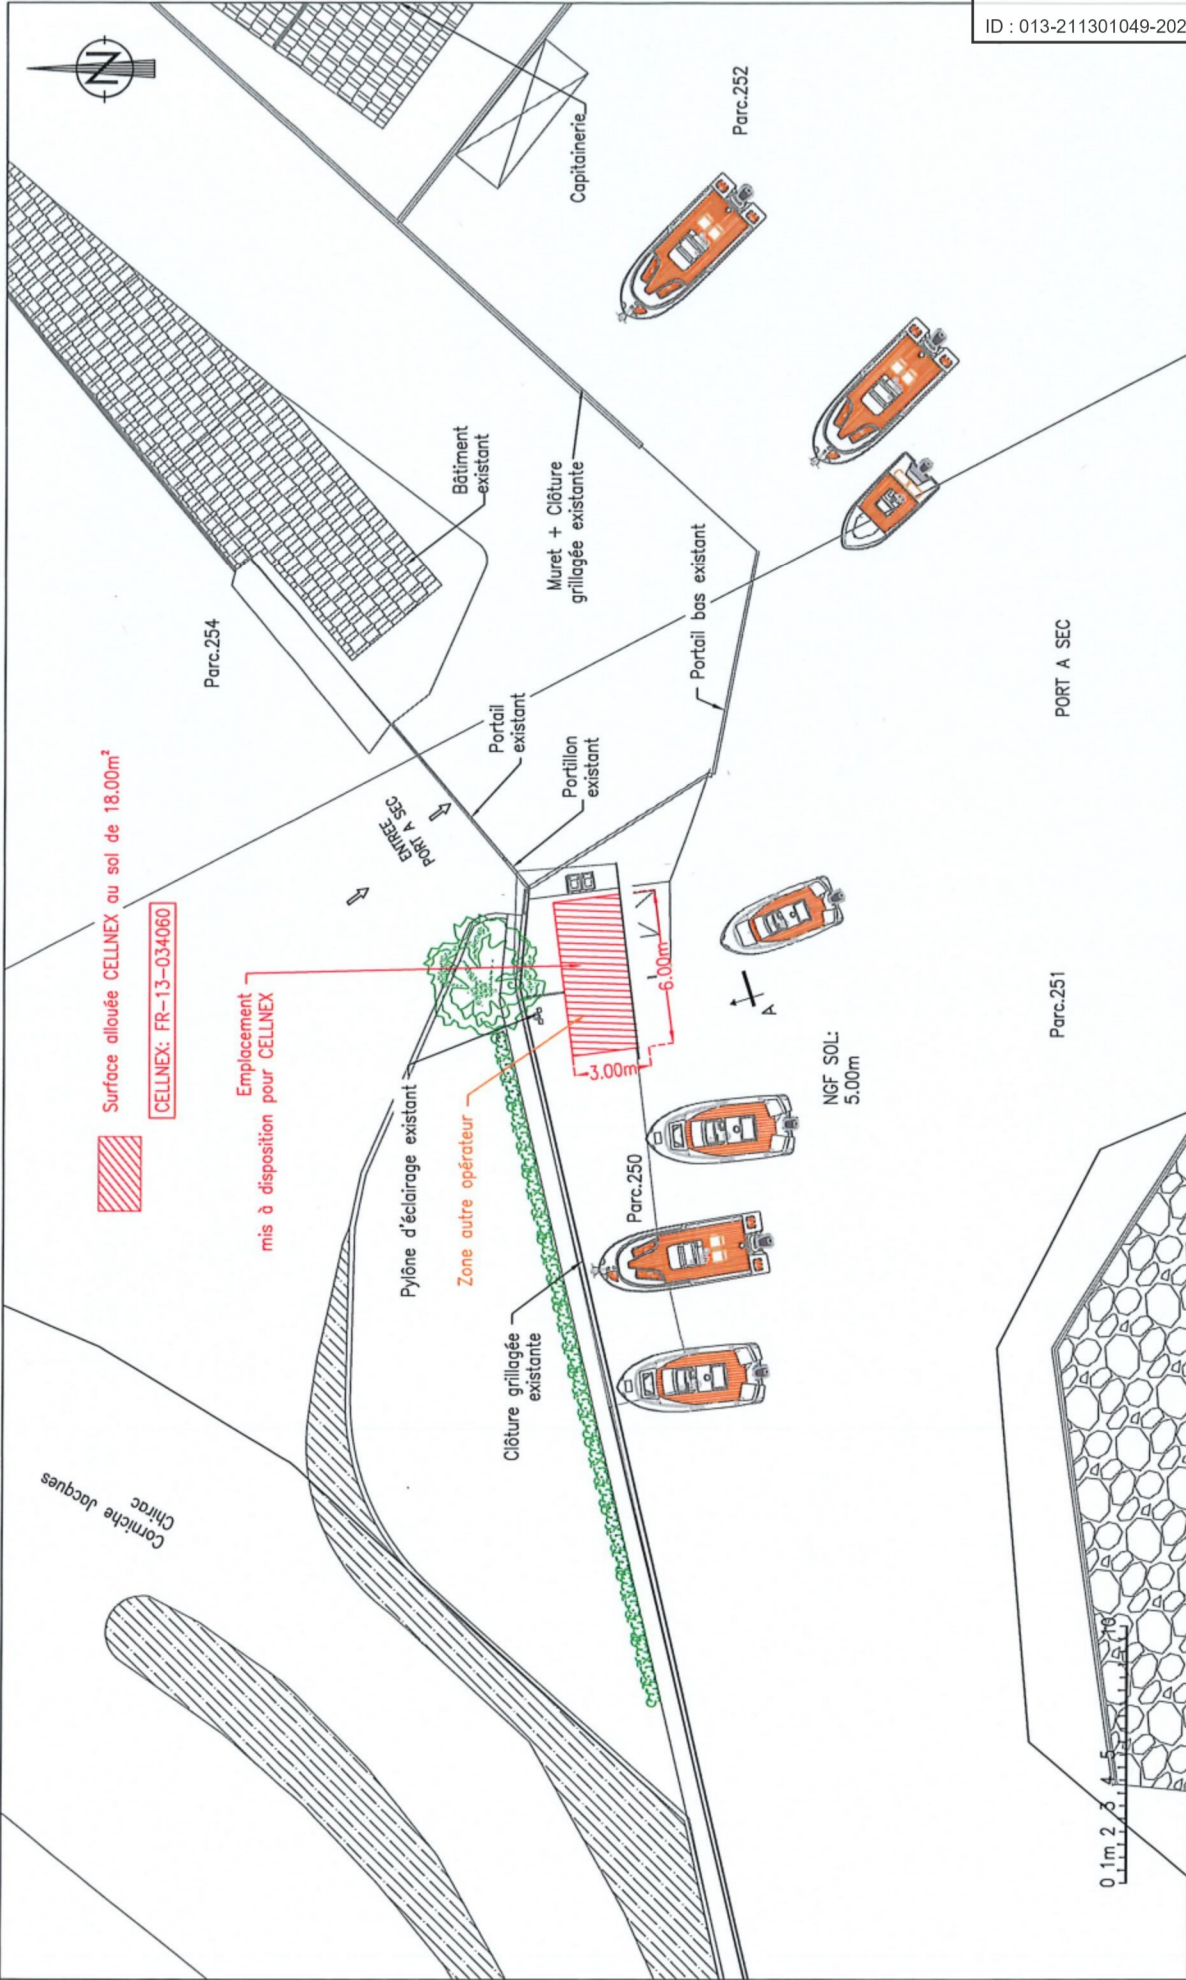 ID : 013-211301049-202
N
Surface allouée CELLNEX au sol de 18.00m²
CELLNEX: FR-13-034060
Emplacement
mis à disposition pour CELLNEX
Corniche Jacques
Chirac
Parc.254
Parc.252
Capitainerie
Bâtiment
existant
Muret + Clôture
grillagée existante
ENTREE
PORT A SEC
Portail
existant
Portillon
existant
Portail bas existant
Pylône d'éclairage existant
Zone autre opérateur
Clôture grillagée
existante
3.00m
6.00m
Parc.250
A
NGF SOL:
5.00m
Parc.251
PORT A SEC
0 1m 2 3 4 5 10